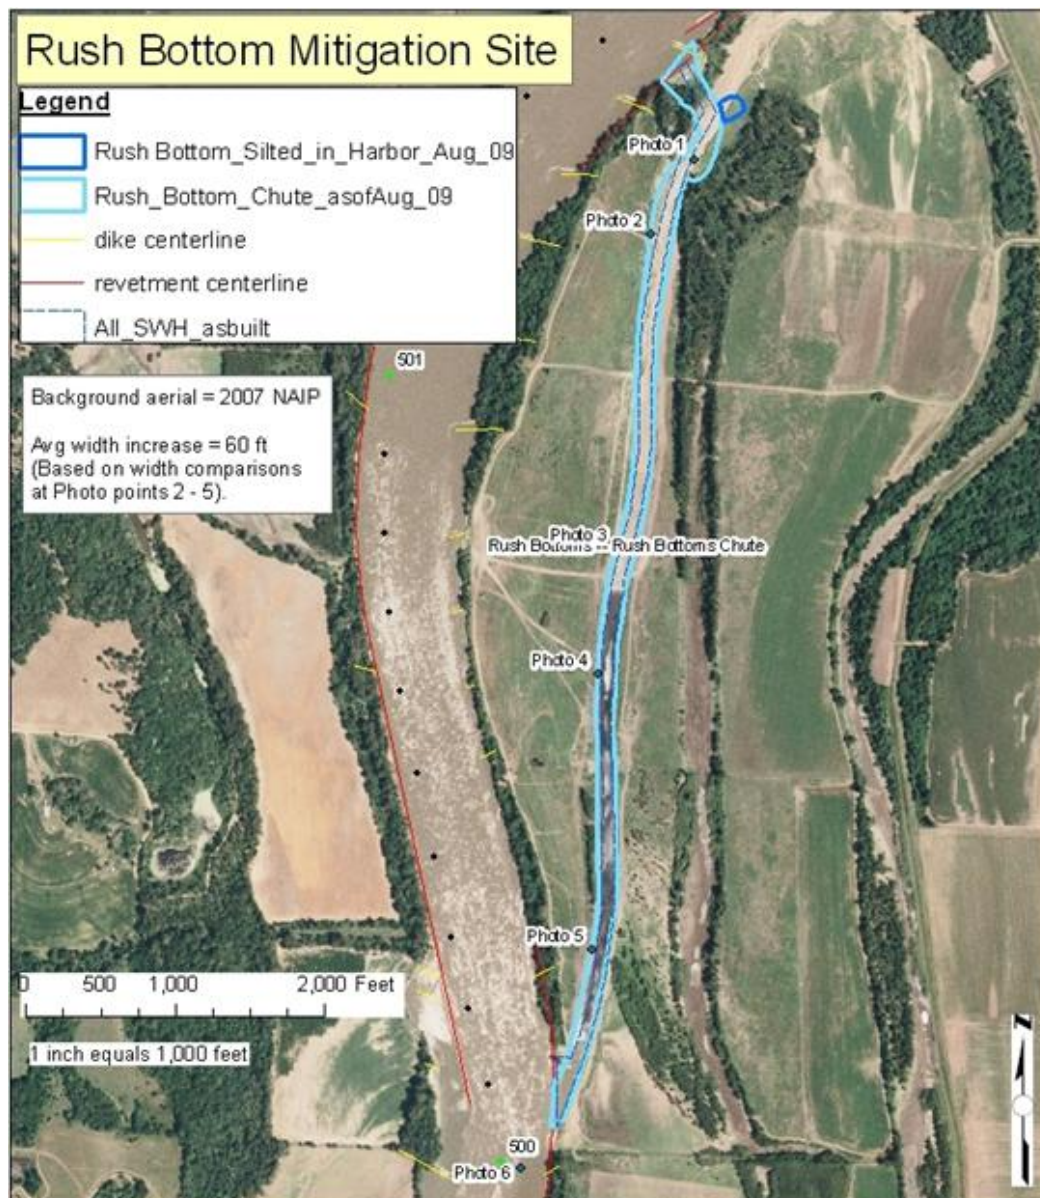 Rush Bottom Mitigation Site
Legend
Rush Bottom_Silted_in_Harbor_Aug_09
Rush_Bottom_Chute_asofAug_09
dike centerline
revetment centerline
All_SWH_asbuilt
Photo 1
Photo 2
501
Background aerial = 2007 NAIP
Avg width increase = 60 ft
(Based on width comparisons
at Photo points 2 - 5).
Photo 3
Rush Bottoms -- Rush Bottoms Chute
Photo 4
Photo 5
0 500 1,000 2,000 Feet
1 inch equals 1,000 feet
500
Photo 6